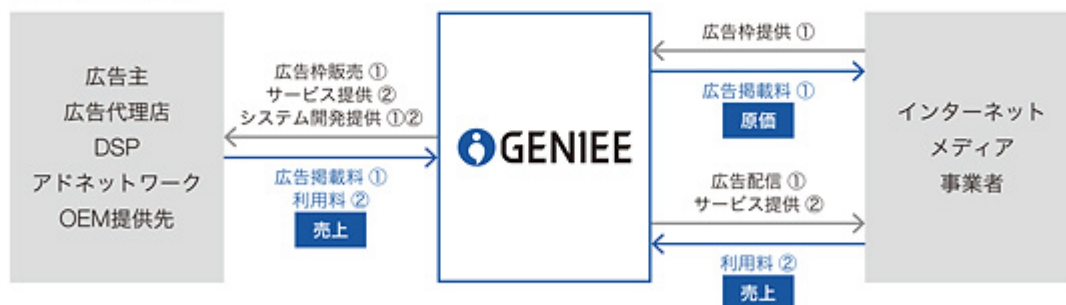 広告主
広告代理店
DSP
アドネットワーク
OEM提供先
広告枠販売 ①
サービス提供 ②
システム開発提供 ①②
広告掲載料 ①
利用料 ②
売上
GENIEE
広告枠提供 ①
広告掲載料 ①
原価
広告配信 ①
サービス提供 ②
利用料 ②
売上
インターネット
メディア
事業者